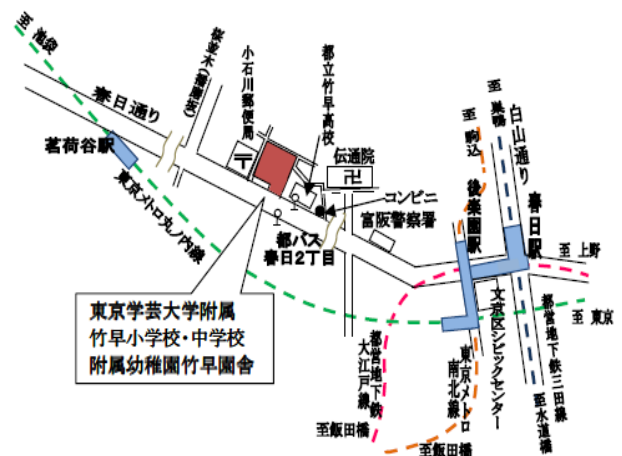 至 池袋
春日通り
桜並木(播磨坂)
小石川郵便局
都立竹早高校
伝通院
コンビニ
富阪警察署
茗荷谷駅
東京メトロ丸ノ内線
都バス
春日2丁目
至 駒込
至 巣鴨
白山通り
後楽園駅
春日駅
至 上野
至 東京
東京学芸大学附属
竹早小学校・中学校
附属幼稚園竹早園舎
都営地下鉄
大江戸線
東京メトロ
南北線
文京区シビックセンター
都営地下鉄三田線
至水道橋
至飯田橋
至飯田橋